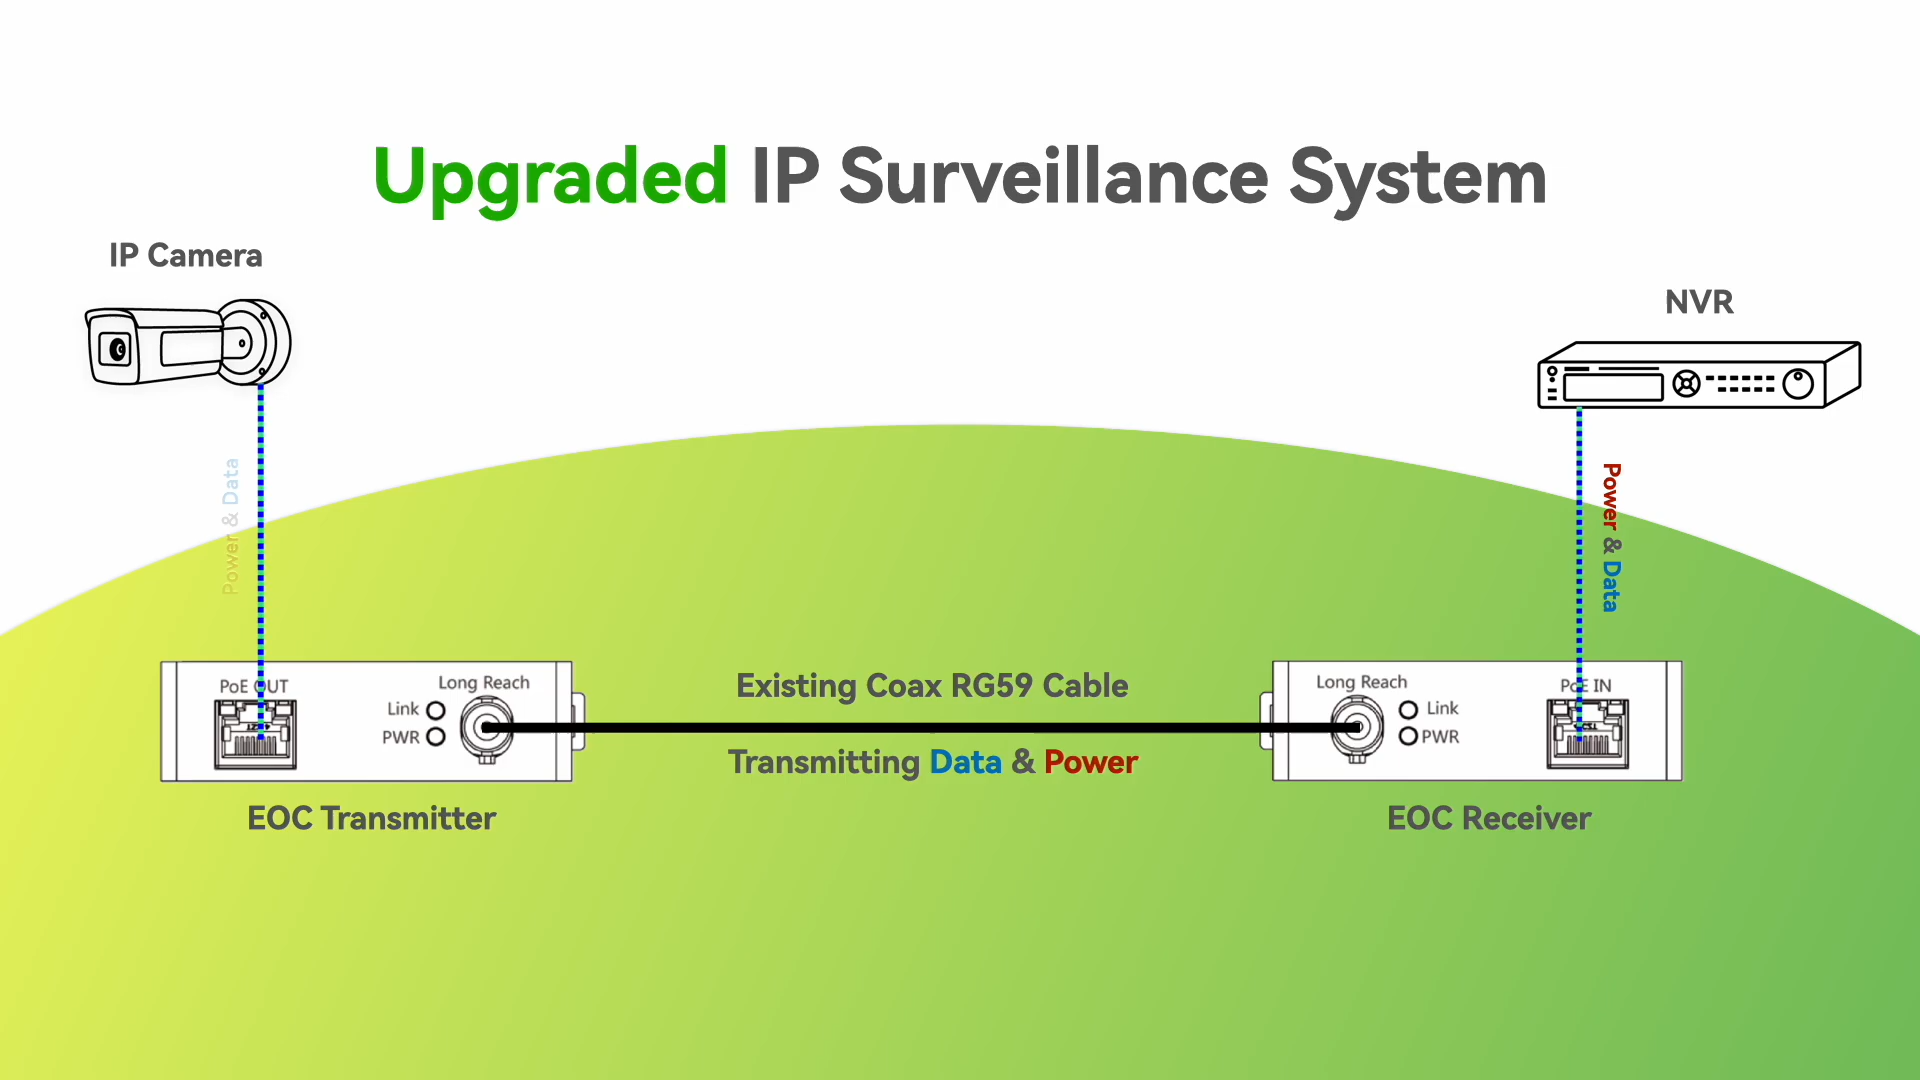 Upgraded IP Surveillance System
IP Camera
NVR
Power & Data
Power & Data
PoE OUT
Long Reach
Link
PWR
Existing Coax RG59 Cable
Transmitting Data & Power
Long Reach
Link
PWR
PoE IN
EOC Transmitter
EOC Receiver